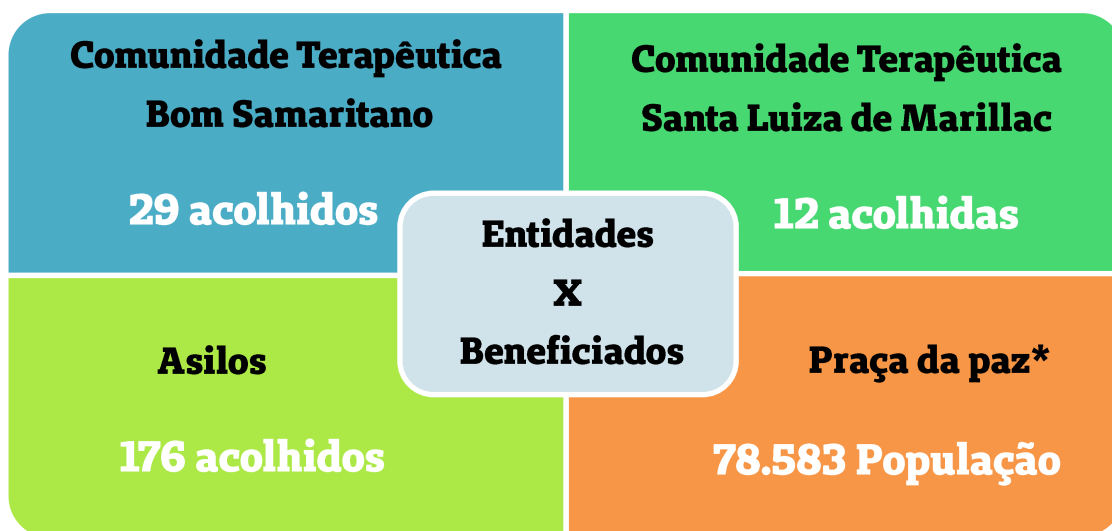 Comunidade Terapêutica
Bom Samaritano
29 acolhidos
Comunidade Terapêutica
Santa Luiza de Marillac
12 acolhidas
Entidades
X
Beneficiados
Asilos
176 acolhidos
Praça da paz*
78.583 População